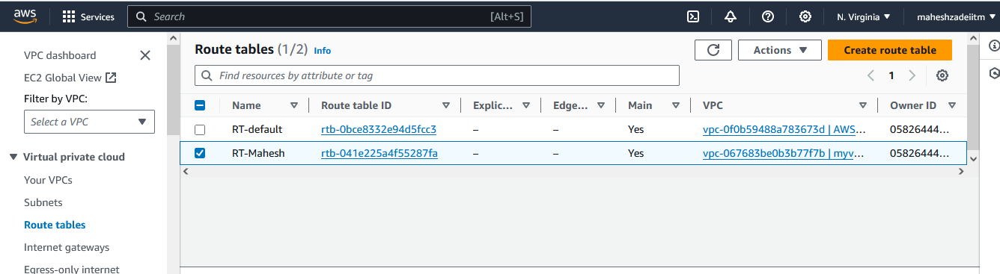 aws Services Search [Alt+S] N. Virginia maheshzadeiitm
VPC dashboard
EC2 Global View
Filter by VPC:
Select a VPC
Virtual private cloud
Your VPCs
Subnets
Route tables
Internet gateways
Egress-only internet
Route tables (1/2) Info Actions Create route table
Find resources by attribute or tag 1
Name Route table ID Explic... Edge... Main VPC Owner ID
RT-default rtb-0bce8332e94d5fcc3 – – Yes vpc-0f0b59488a783673d | AWS... 05826444...
RT-Mahesh rtb-041e225a4f55287fa – – Yes vpc-067683be0b3b77f7b | myv... 05826444...